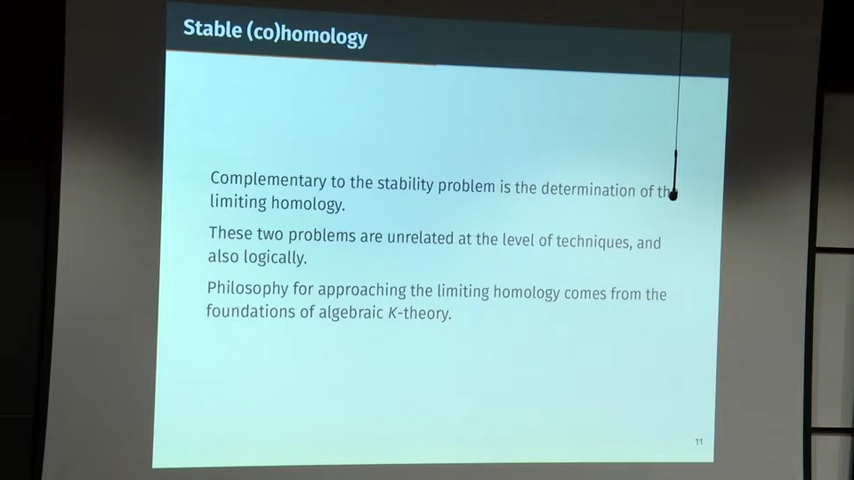 Stable (co)homology
Complementary to the stability problem is the determination of the
limiting homology.
These two problems are unrelated at the level of techniques, and
also logically.
Philosophy for approaching the limiting homology comes from the
foundations of algebraic K-theory.
11